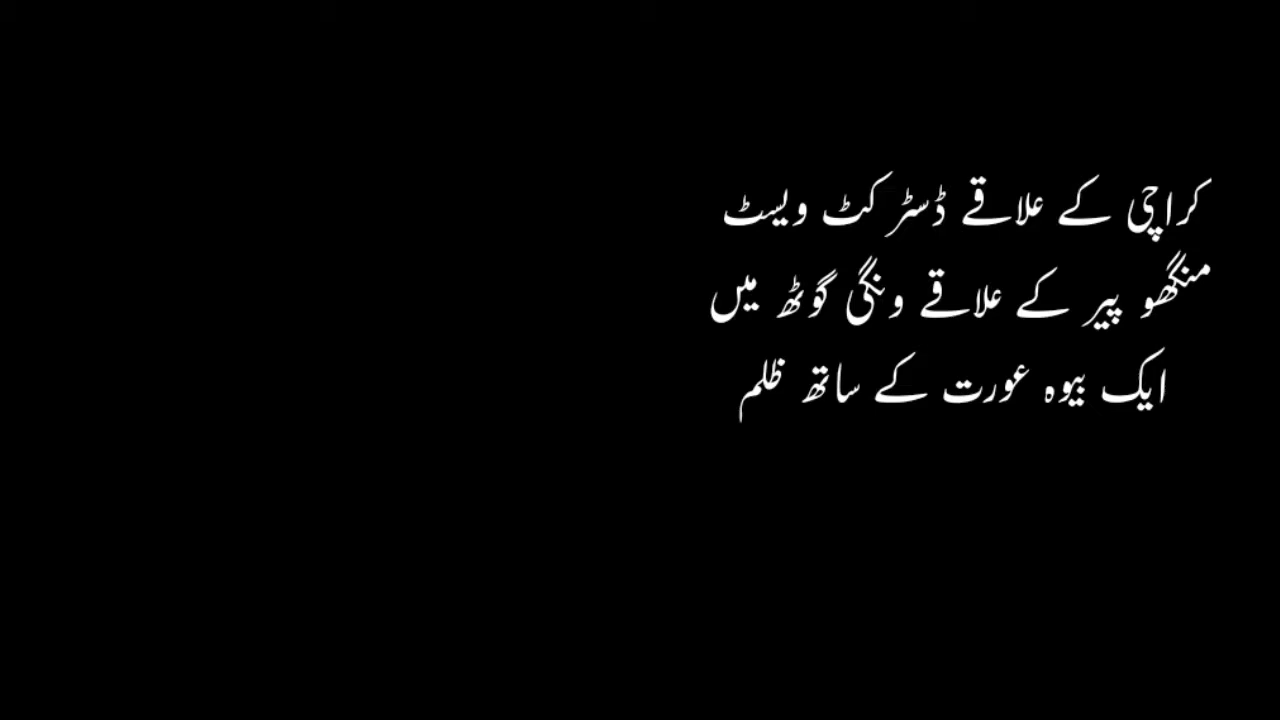 کراچی کے علاقے ڈسٹرکٹ ویسٹ
منگھو پیر کے علاقے ونگی گوٹھ میں
ایک بیوہ عورت کے ساتھ ظلم